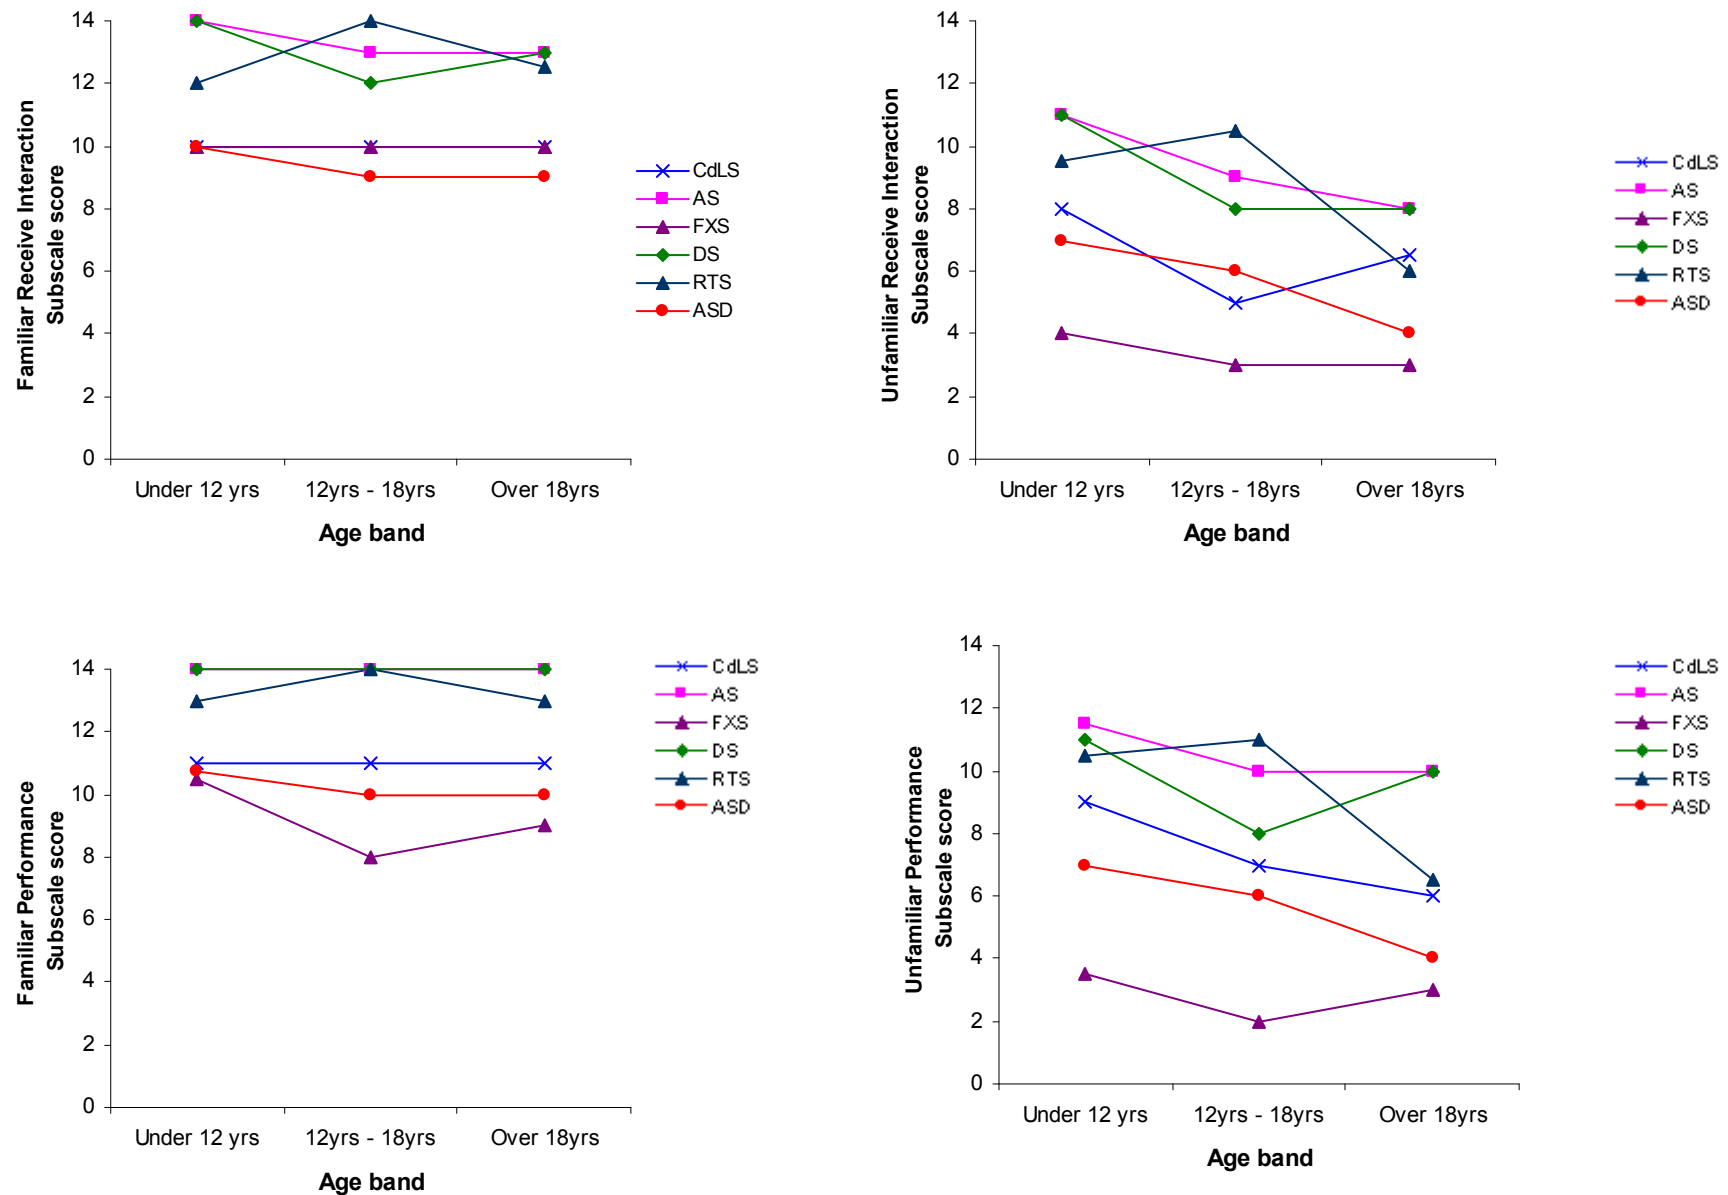 Familiar Receive Interaction
Subscale score
14
12
10
8
6
4
2
0
Under 12 yrs
12yrs - 18yrs
Over 18yrs
Age band
CdLS
AS
FXS
DS
RTS
ASD
Unfamiliar Receive Interaction
Subscale score
14
12
10
8
6
4
2
0
Under 12 yrs
12yrs - 18yrs
Over 18yrs
Age band
CdLS
AS
FXS
DS
RTS
ASD
Familiar Performance
Subscale score
14
12
10
8
6
4
2
0
Under 12 yrs
12yrs - 18yrs
Over 18yrs
Age band
CdLS
AS
FXS
DS
RTS
ASD
Unfamiliar Performance
Subscale score
14
12
10
8
6
4
2
0
Under 12 yrs
12yrs - 18yrs
Over 18yrs
Age band
CdLS
AS
FXS
DS
RTS
ASD